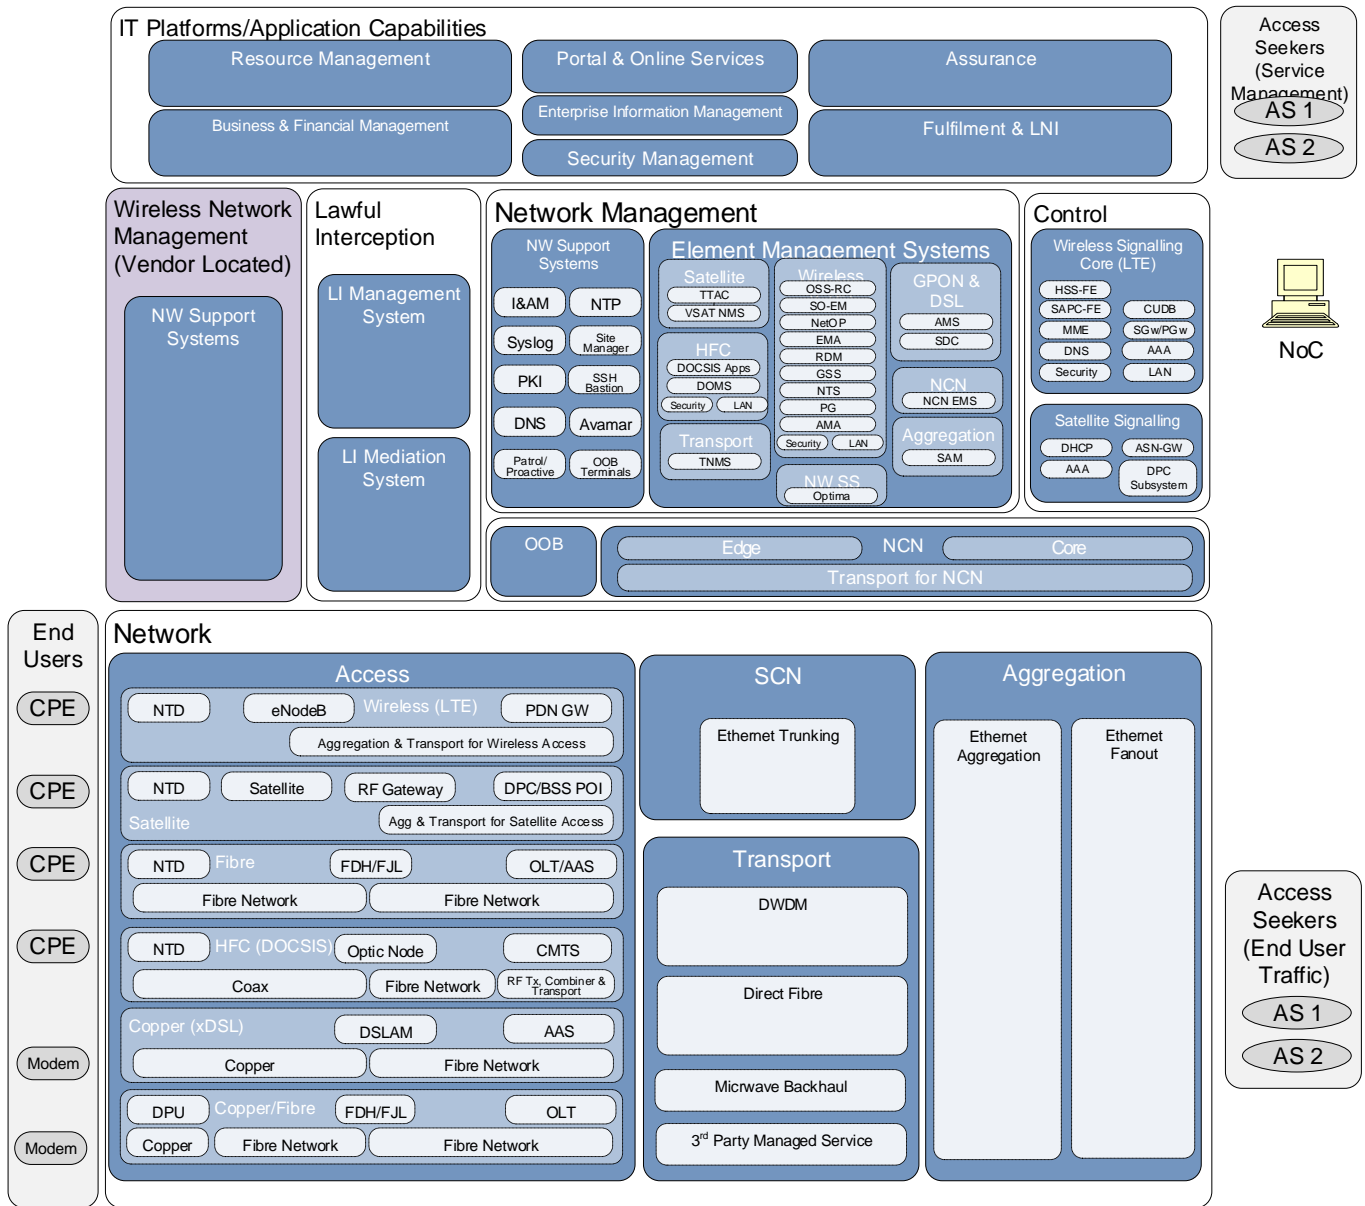 IT Platforms/Application Capabilities
Resource Management
Portal & Online Services
Assurance
Business & Financial Management
Enterprise Information Management
Fulfilment & LNI
Security Management
Access
Seekers
(Service
Management)
AS 1
AS 2
Wireless Network
Management
(Vendor Located)
NW Support
Systems
Lawful
Interception
LI Management
System
LI Mediation
System
Network Management
NW Support
Systems
I&AM
NTP
Syslog
Site
Manager
PKI
SSH
Bastion
DNS
Avamar
Patrol/
Proactive
OOB
Terminals
Element Management Systems
Satellite
TTAC
VSAT NMS
HFC
DOCSIS Apps
DOMS
Security
LAN
Transport
TNMS
Wireless
OSS-RC
SO-EM
NetOP
EMA
RDM
GSS
NTS
PG
AMA
Security
LAN
NW SS
Optima
GPON &
DSL
AMS
SDC
NCN
NCN EMS
Aggregation
SAM
Control
Wireless Signalling
Core (LTE)
HSS-FE
SAPC-FE
CUDB
MME
SGw/PGw
DNS
AAA
Security
LAN
Satellite Signalling
DHCP
ASN-GW
AAA
DPC
Subsystem
NoC
OOB
Edge
NCN
Core
Transport for NCN
End
Users
CPE
CPE
CPE
CPE
Modem
Modem
Network
Access
NTD
eNodeB
Wireless (LTE)
PDN GW
Aggregation & Transport for Wireless Access
NTD
Satellite
RF Gateway
DPC/BSS POI
Satellite
Agg & Transport for Satellite Access
NTD
Fibre
FDH/FJL
OLT/AAS
Fibre Network
Fibre Network
NTD
HFC (DOCSIS)
Optic Node
CMTS
Coax
Fibre Network
RF Tx, Combiner &
Transport
Copper (xDSL)
DSLAM
AAS
Copper
Fibre Network
DPU
Copper/Fibre
FDH/FJL
OLT
Copper
Fibre Network
Fibre Network
SCN
Ethernet Trunking
Transport
DWDM
Direct Fibre
Micrwave Backhaul
3rd Party Managed Service
Aggregation
Ethernet
Aggregation
Ethernet
Fanout
Access
Seekers
(End User
Traffic)
AS 1
AS 2